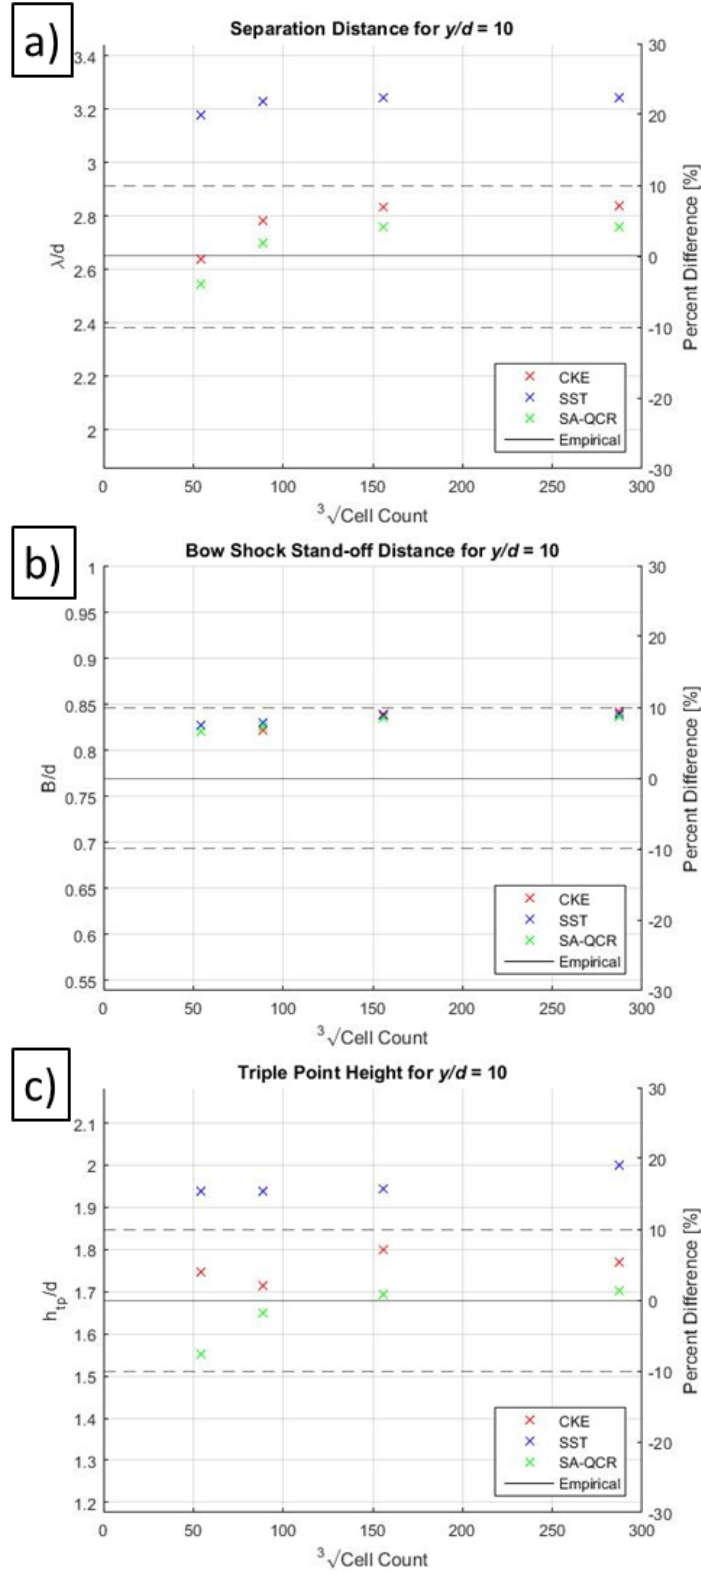 a)
Separation Distance for y/d = 10
3.4
3.2
3
2.8
2.6
2.4
2.2
2
λ/d
30
20
10
0
-10
-20
-30
Percent Difference [%]
CKE
SST
SA-QCR
Empirical
0
50
100
150
200
250
300
³√Cell Count
b)
Bow Shock Stand-off Distance for y/d = 10
1
0.95
0.9
0.85
0.8
0.75
0.7
0.65
0.6
0.55
B/d
30
20
10
0
-10
-20
-30
Percent Difference [%]
CKE
SST
SA-QCR
Empirical
0
50
100
150
200
250
300
³√Cell Count
c)
Triple Point Height for y/d = 10
2.1
2
1.9
1.8
1.7
1.6
1.5
1.4
1.3
1.2
h_tp/d
30
20
10
0
-10
-20
-30
Percent Difference [%]
CKE
SST
SA-QCR
Empirical
0
50
100
150
200
250
300
³√Cell Count